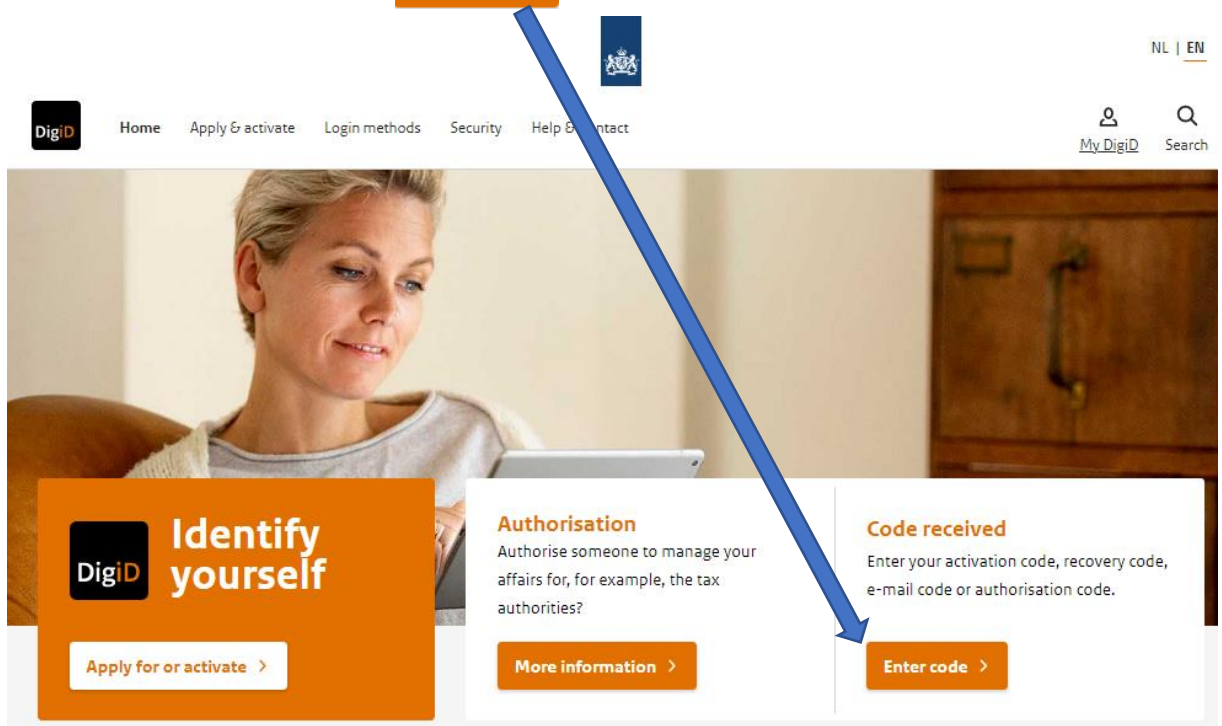 NL | EN
DigiD Home Apply & activate Login methods Security Help & Contact
My DigiD Search
Identify
yourself
DigiD
Apply for or activate >
Authorisation
Authorise someone to manage your
affairs for, for example, the tax
authorities?
More information >
Code received
Enter your activation code, recovery code,
e-mail code or authorisation code.
Enter code >